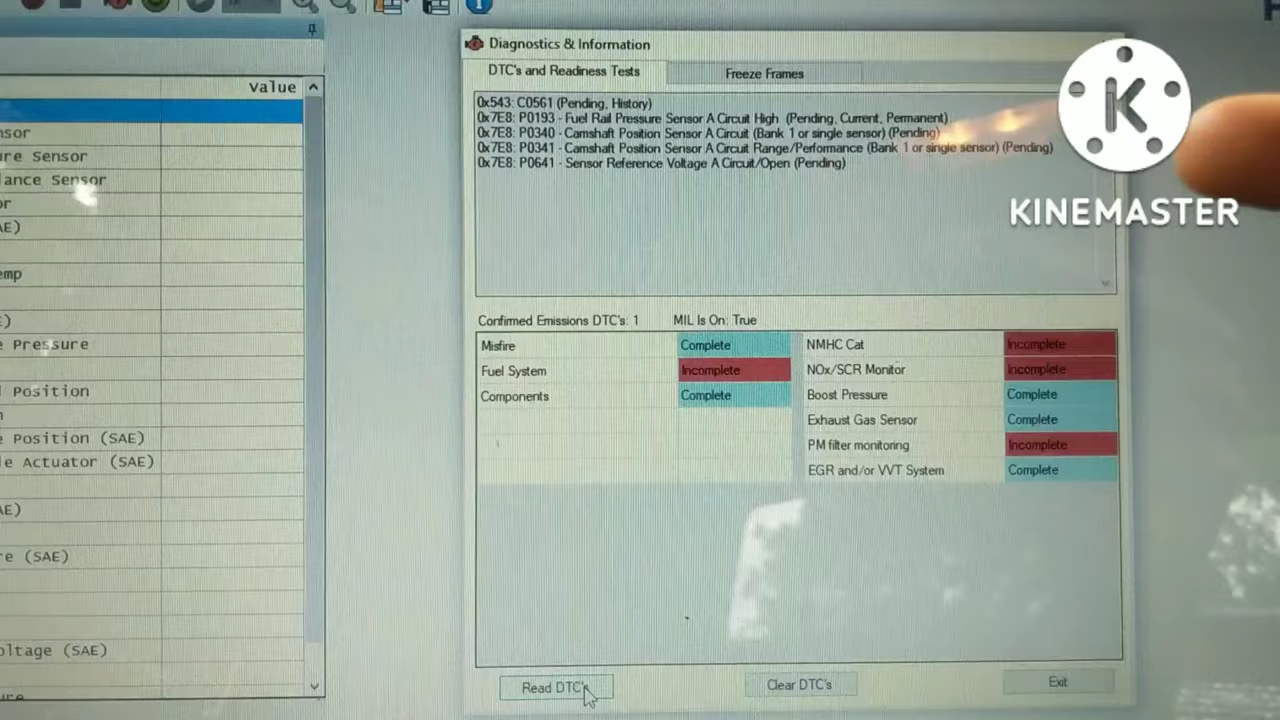 Diagnostics & Information
DTC's and Readiness Tests
Freeze Frames
Value
sor
ure Sensor
lance Sensor
or
AE)
emp
E)
e Pressure
d Position
n
e Position (SAE)
le Actuator (SAE)
AE)
re (SAE)
oltage (SAE)
ure
0x543: C0561 (Pending, History)
0x7E8: P0193 - Fuel Rail Pressure Sensor A Circuit High (Pending, Current, Permanent)
0x7E8: P0340 - Camshaft Position Sensor A Circuit (Bank 1 or single sensor) (Pending)
0x7E8: P0341 - Camshaft Position Sensor A Circuit Range/Performance (Bank 1 or single sensor) (Pending)
0x7E8: P0641 - Sensor Reference Voltage A Circuit/Open (Pending)
K
KINEMASTER
Confirmed Emissions DTC's: 1 MIL Is On: True
Misfire Complete NMHC Cat Incomplete
Fuel System Incomplete NOx/SCR Monitor Incomplete
Components Complete Boost Pressure Complete
Exhaust Gas Sensor Complete
PM filter monitoring Incomplete
EGR and/or VVT System Complete
Read DTC's Clear DTC's Exit